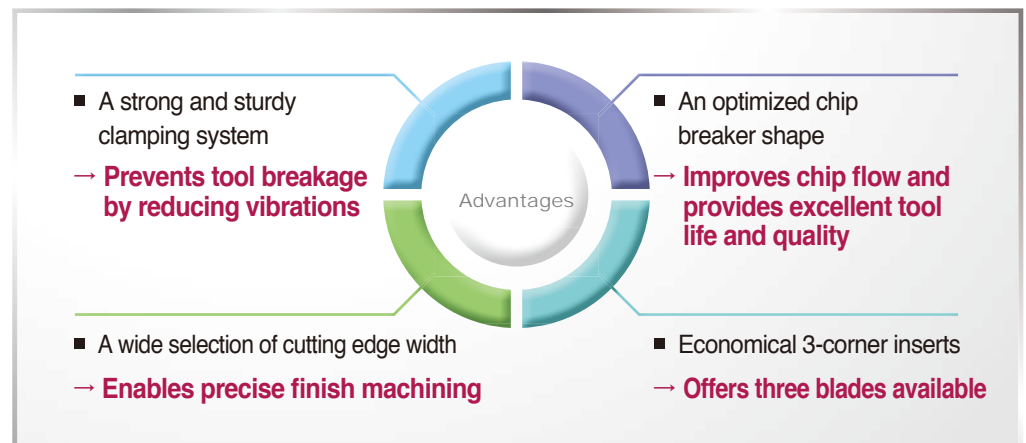 ■ A strong and sturdy
clamping system
→ Prevents tool breakage
by reducing vibrations
■ An optimized chip
breaker shape
→ Improves chip flow and
provides excellent tool
life and quality
Advantages
■ A wide selection of cutting edge width
→ Enables precise finish machining
■ Economical 3-corner inserts
→ Offers three blades available